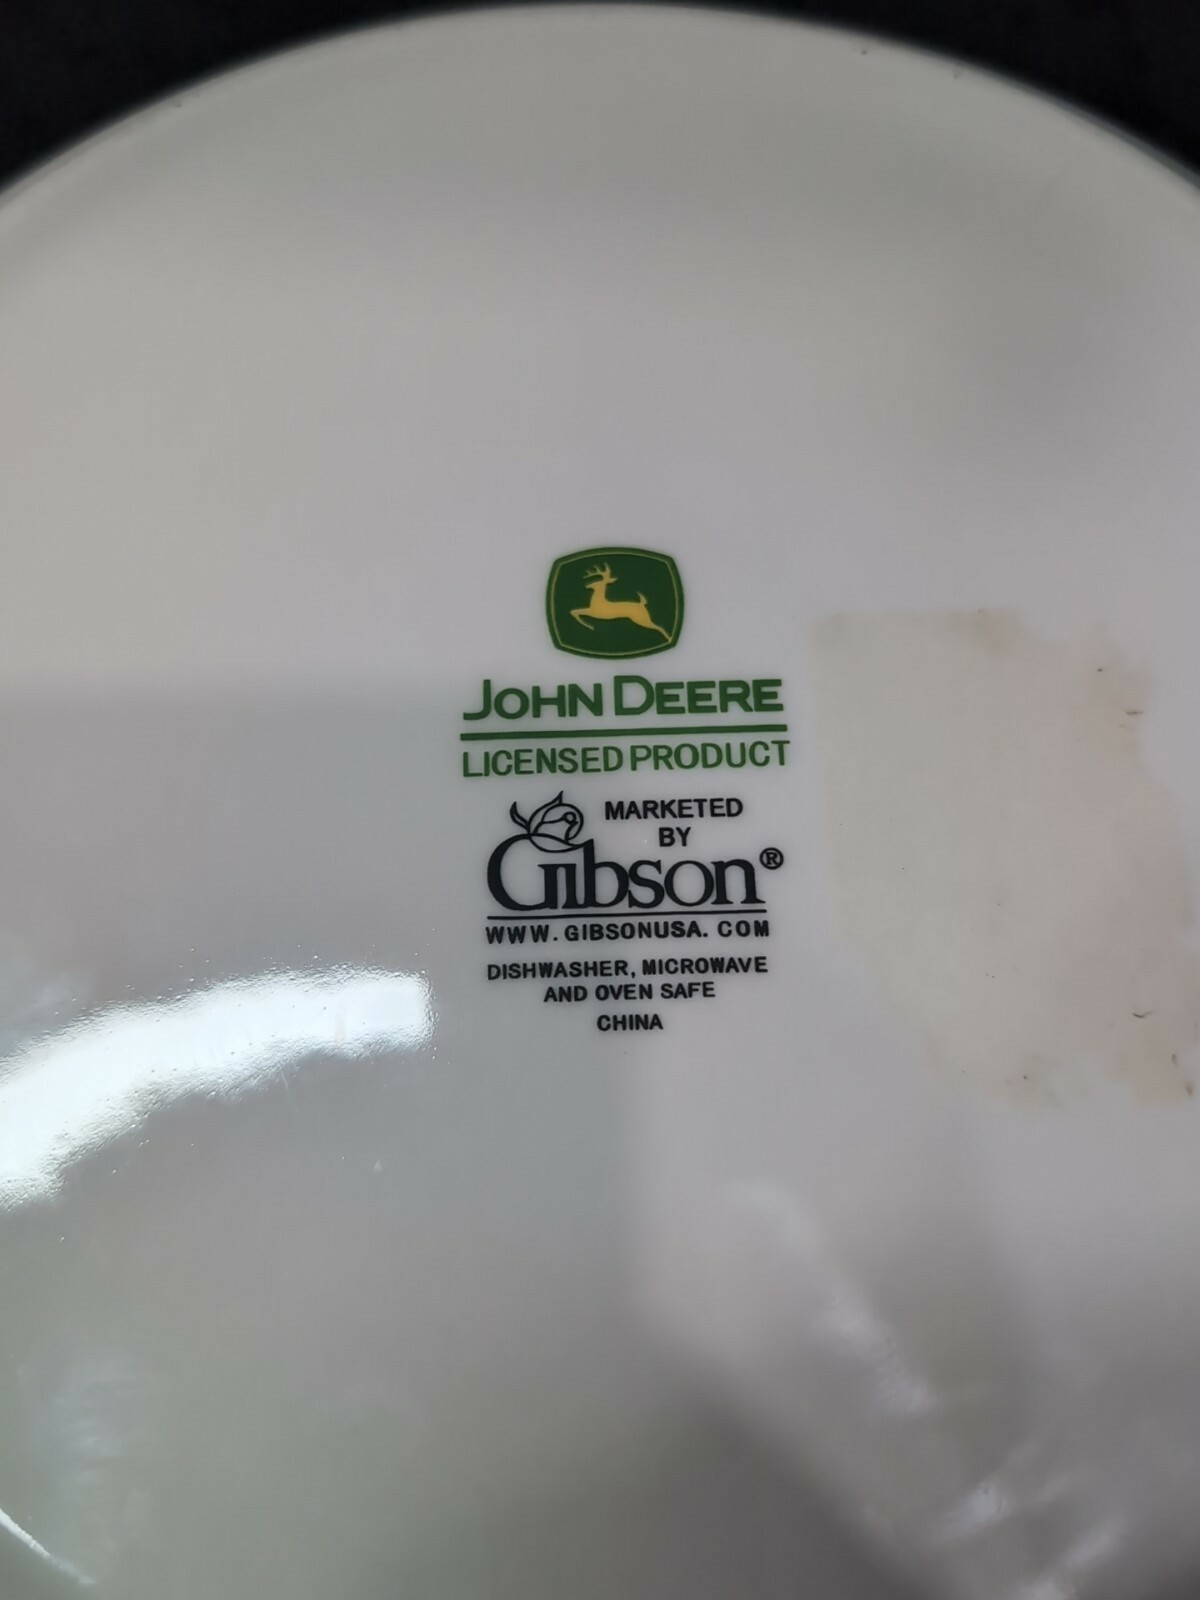 JOHN DEERE
LICENSED PRODUCT
MARKETED
BY
Gibson®
WWW.GIBSONUSA.COM
DISHWASHER, MICROWAVE
AND OVEN SAFE
CHINA